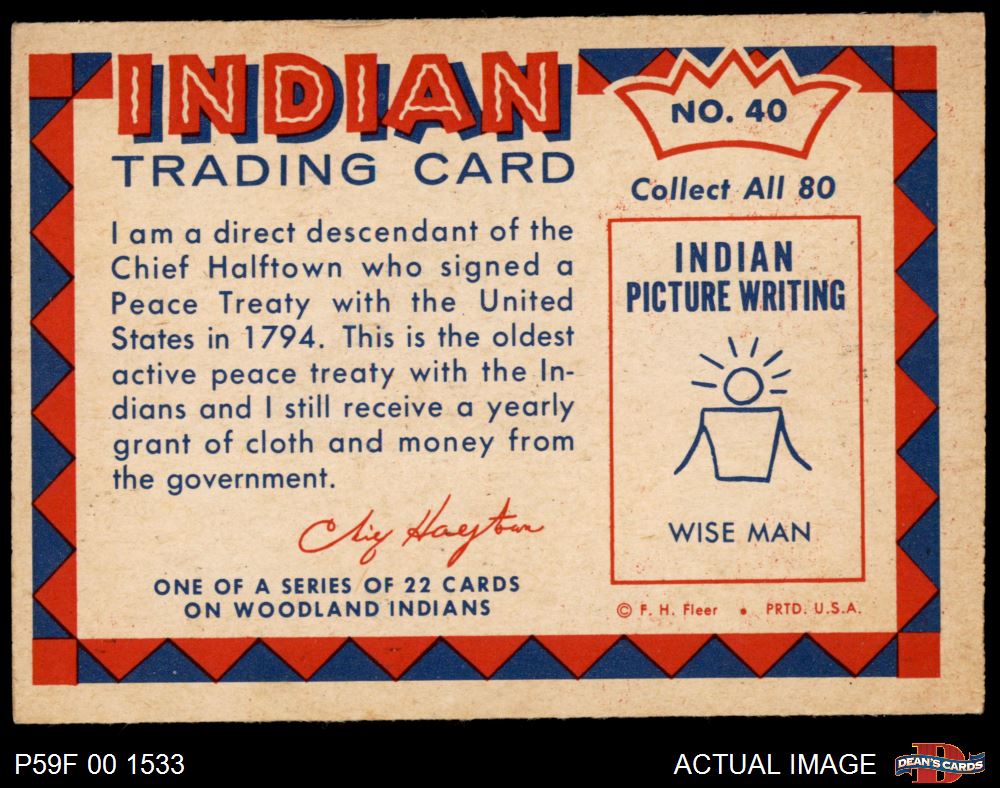 INDIAN
TRADING CARD
I am a direct descendant of the
Chief Halftown who signed a
Peace Treaty with the United
States in 1794. This is the oldest
active peace treaty with the In-
dians and I still receive a yearly
grant of cloth and money from
the government.
Chief Halftown
ONE OF A SERIES OF 22 CARDS
ON WOODLAND INDIANS
NO. 40
Collect All 80
INDIAN
PICTURE WRITING
WISE MAN
© F. H. Fleer • PRTD. U.S.A.
P59F 00 1533
ACTUAL IMAGE
DEAN'S CARDS